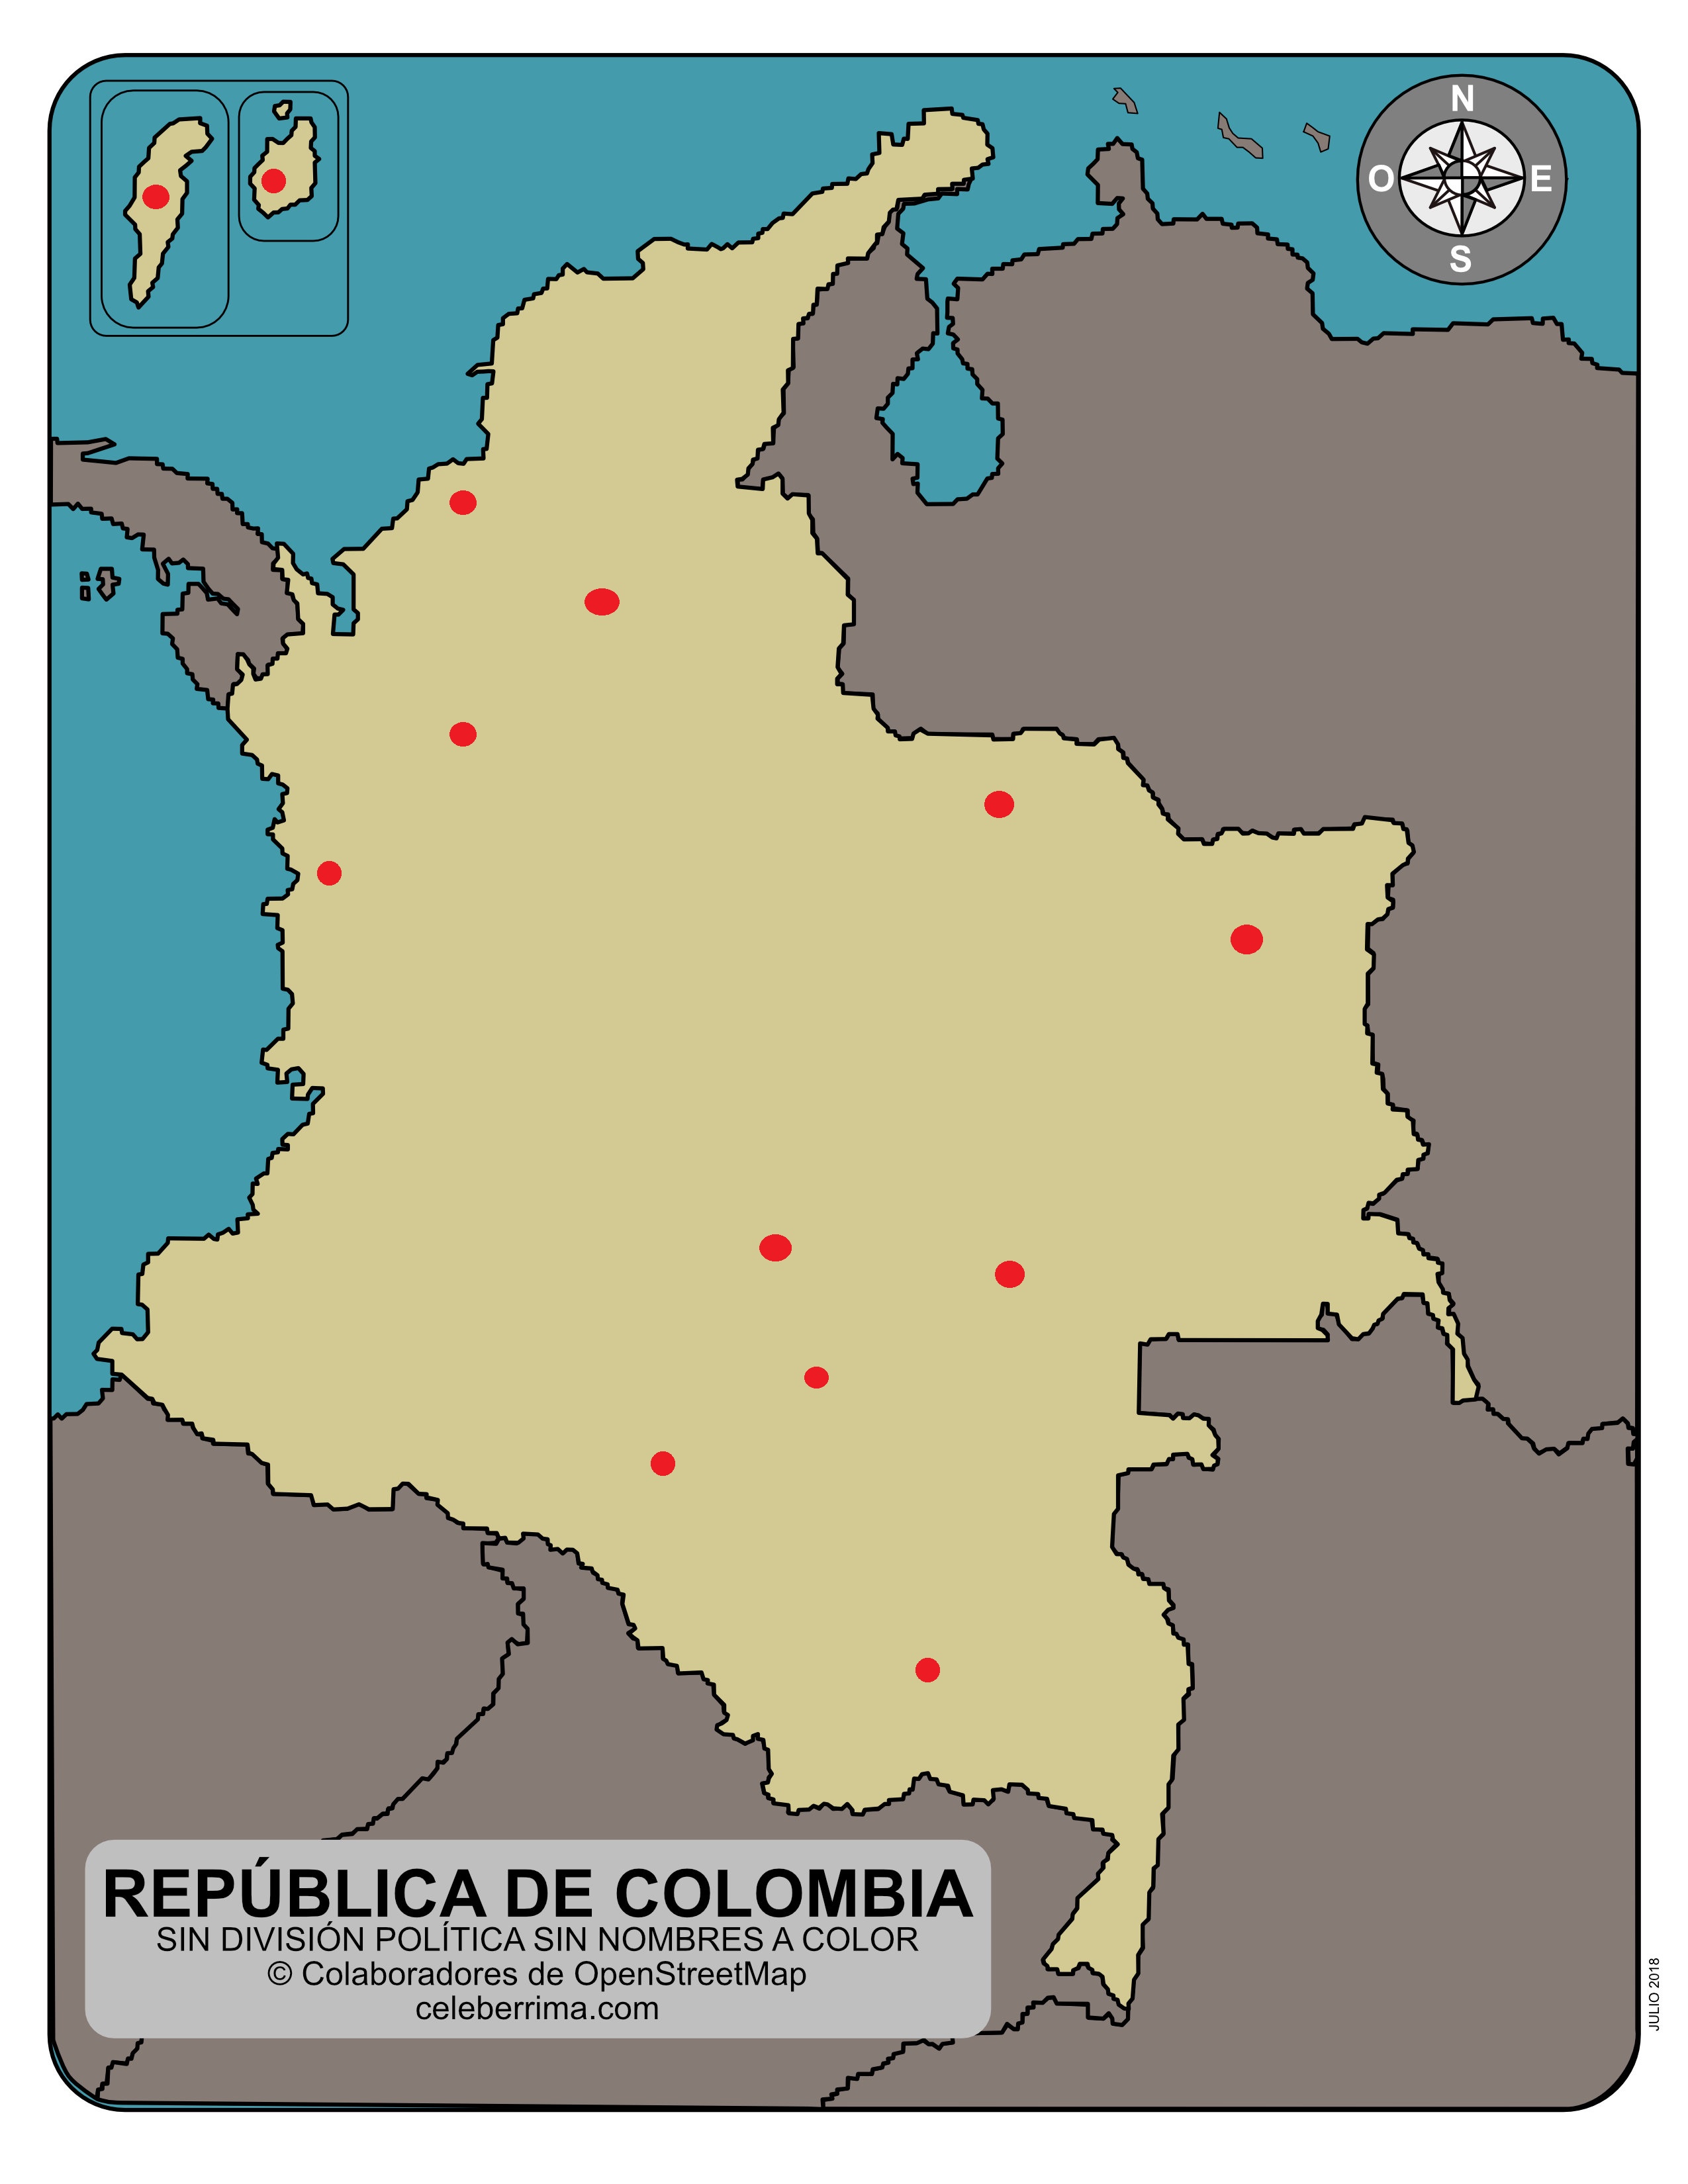 N
O
E
S
REPÚBLICA DE COLOMBIA
SIN DIVISIÓN POLÍTICA SIN NOMBRES A COLOR
© Colaboradores de OpenStreetMap
celeberrima.com
JULIO 2018